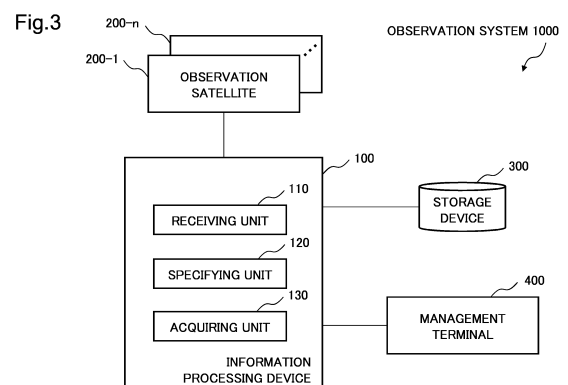 Fig.3
200-n
OBSERVATION SYSTEM 1000
200-1
OBSERVATION
SATELLITE
100
300
110
STORAGE
DEVICE
RECEIVING UNIT
120
SPECIFYING UNIT
400
130
ACQUIRING UNIT
MANAGEMENT
TERMINAL
INFORMATION
PROCESSING DEVICE